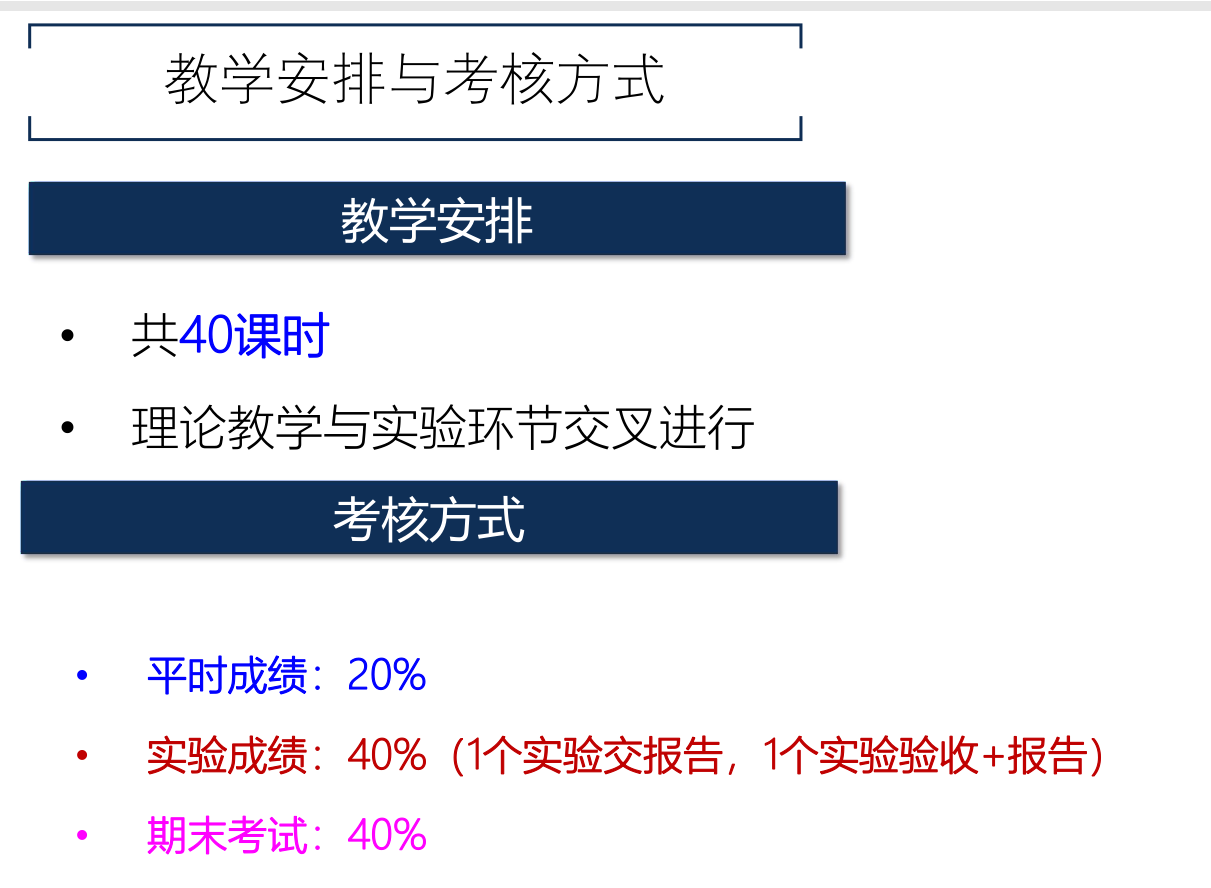 教学安排与考核方式
教学安排
• 共40课时
• 理论教学与实验环节交叉进行
考核方式
• 平时成绩：20%
• 实验成绩：40%（1个实验交报告，1个实验验收+报告）
• 期末考试：40%